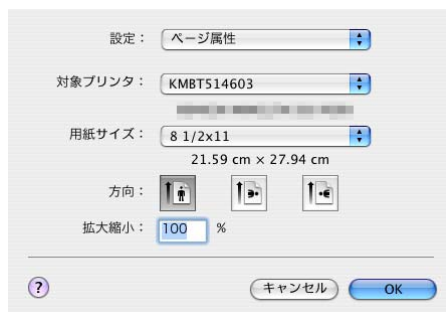 設定： ページ属性
対象プリンタ： KMBT514603
用紙サイズ： 8 1/2x11
21.59 cm × 27.94 cm
方向：
拡大縮小： 100 %
? キャンセル OK